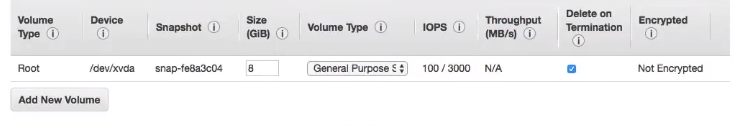 Volume Type Device Snapshot Size (GiB) Volume Type IOPS Throughput (MB/s) Delete on Termination Encrypted
Root /dev/xvda snap-fe8a3c04 8 General Purpose S 100 / 3000 N/A Not Encrypted
Add New Volume